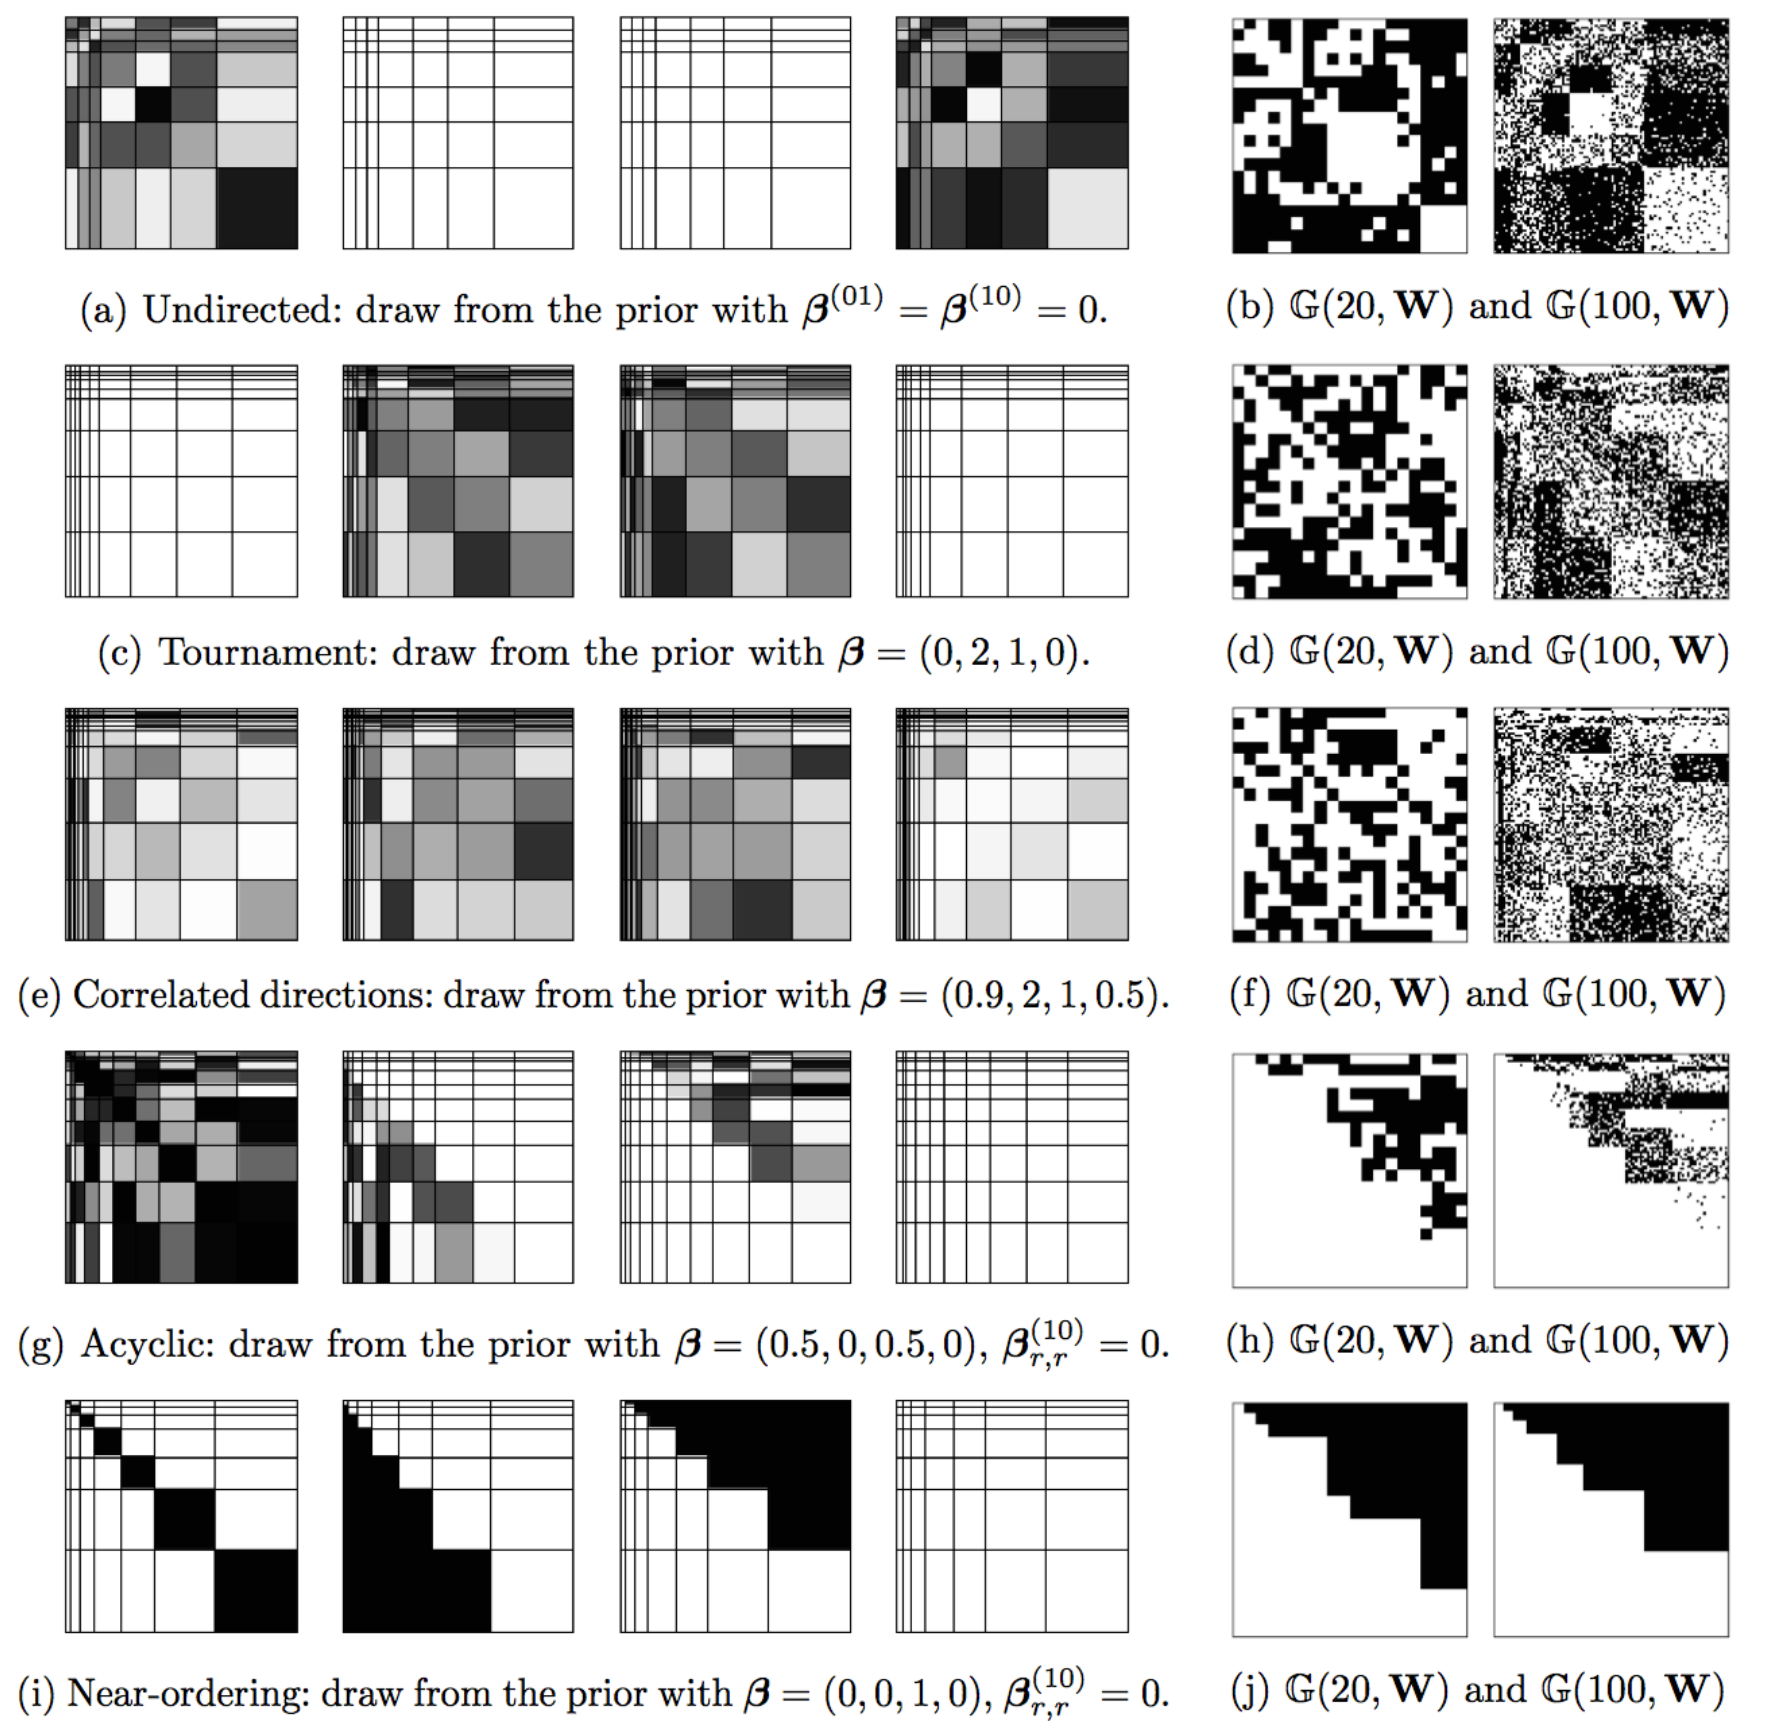 (a) Undirected: draw from the prior with β^(01) = β^(10) = 0.
(b) 𝔾(20, W) and 𝔾(100, W)
(c) Tournament: draw from the prior with β = (0, 2, 1, 0).
(d) 𝔾(20, W) and 𝔾(100, W)
(e) Correlated directions: draw from the prior with β = (0.9, 2, 1, 0.5).
(f) 𝔾(20, W) and 𝔾(100, W)
(g) Acyclic: draw from the prior with β = (0.5, 0, 0.5, 0), β_{r,r}^(10) = 0.
(h) 𝔾(20, W) and 𝔾(100, W)
(i) Near-ordering: draw from the prior with β = (0, 0, 1, 0), β_{r,r}^(10) = 0.
(j) 𝔾(20, W) and 𝔾(100, W)